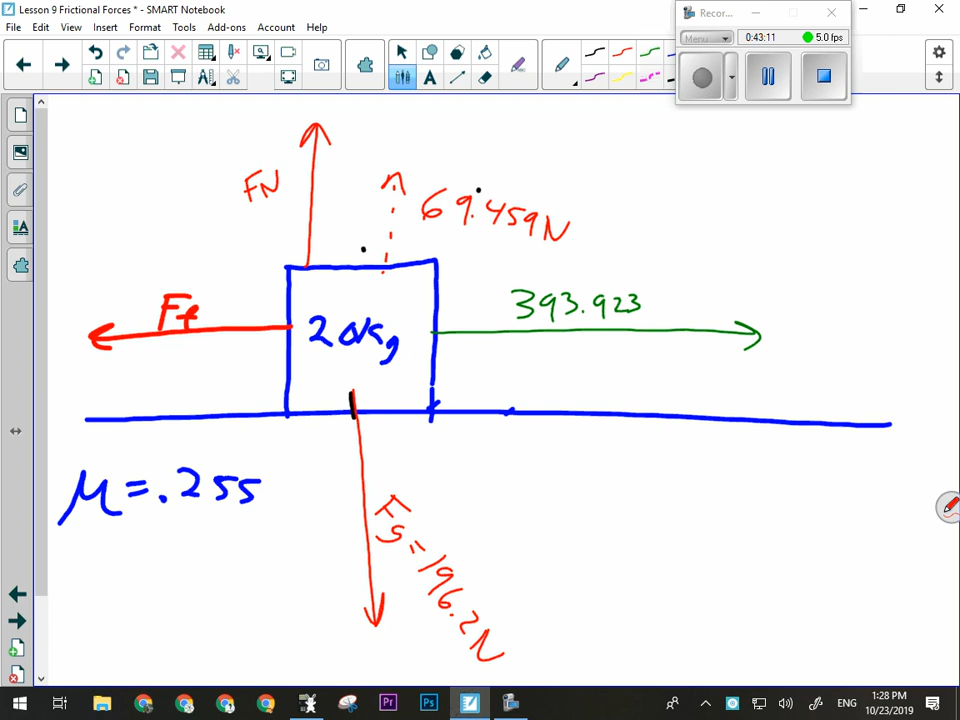 Lesson 9 Frictional Forces * - SMART Notebook
Recor...
File Edit View Insert Format Tools Add-ons Account Help
Menu
0:43:11
5.0 fps
FN
69.459N
Ff
393.923
20Kg
μ=.255
Fg=196.2N
ENG
1:28 PM
10/23/2019